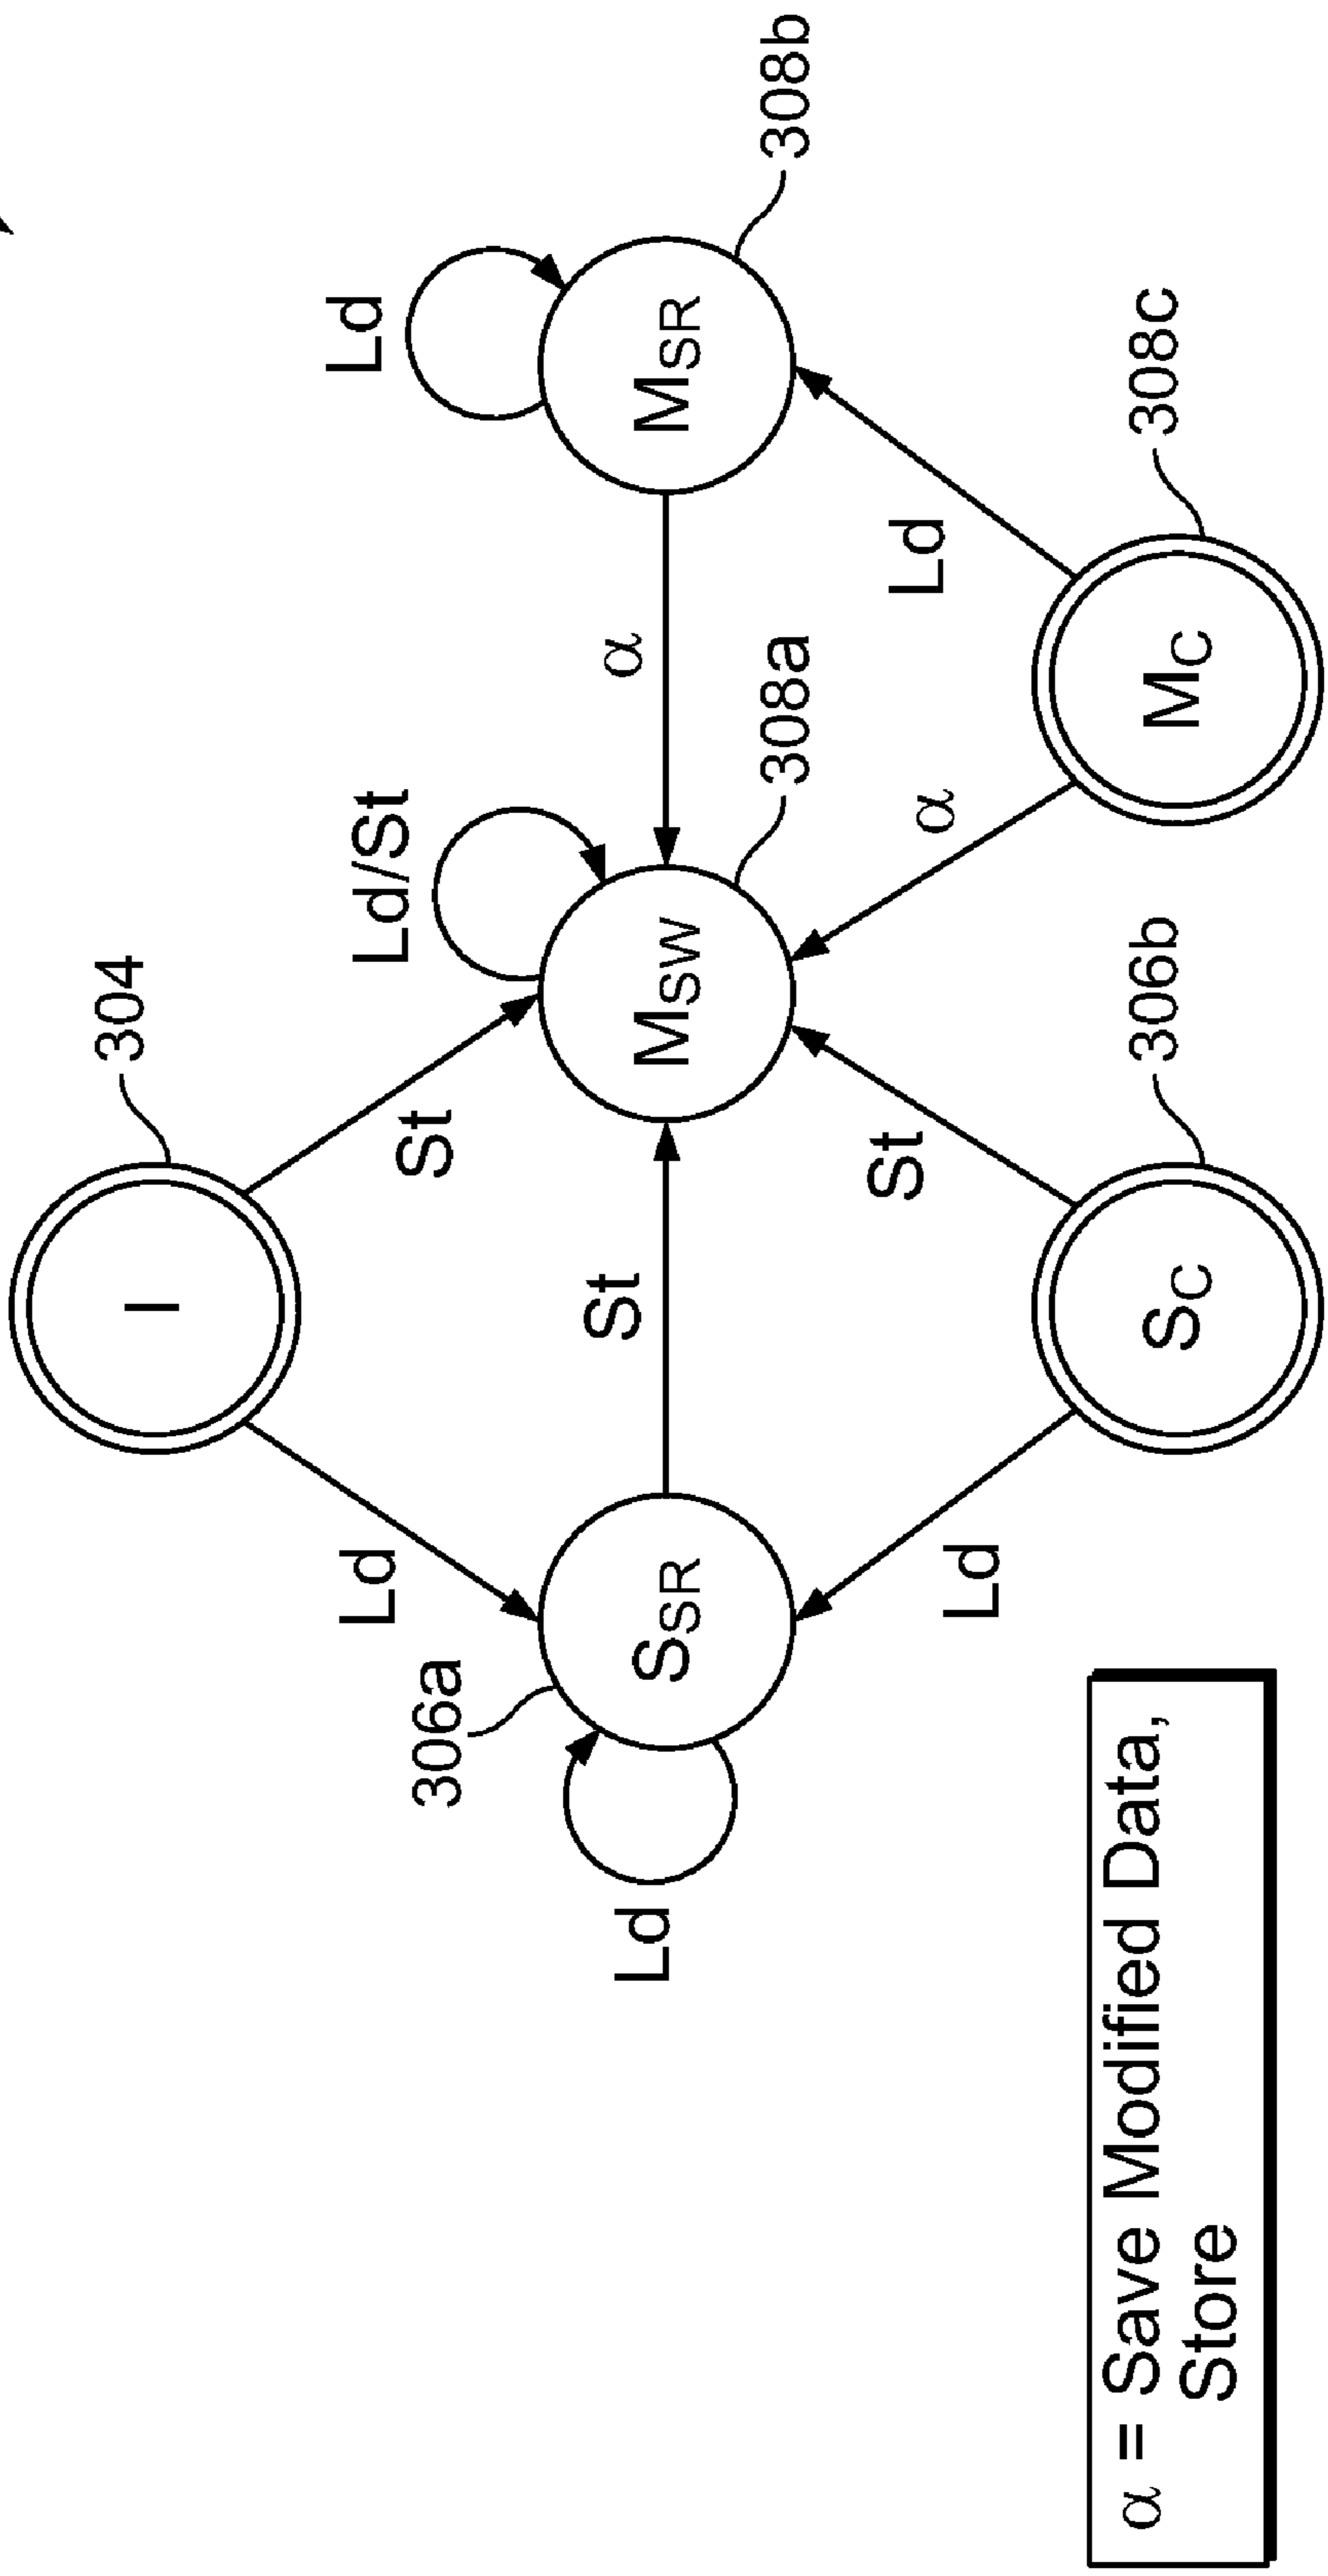 304
I
Ld
St
Ld/St
Ld
306a
SSR
Ld
St
MSW
308a
α
MSR
308b
Ld
St
α
Ld
SC
306b
MC
308c
α = Save Modified Data,
Store